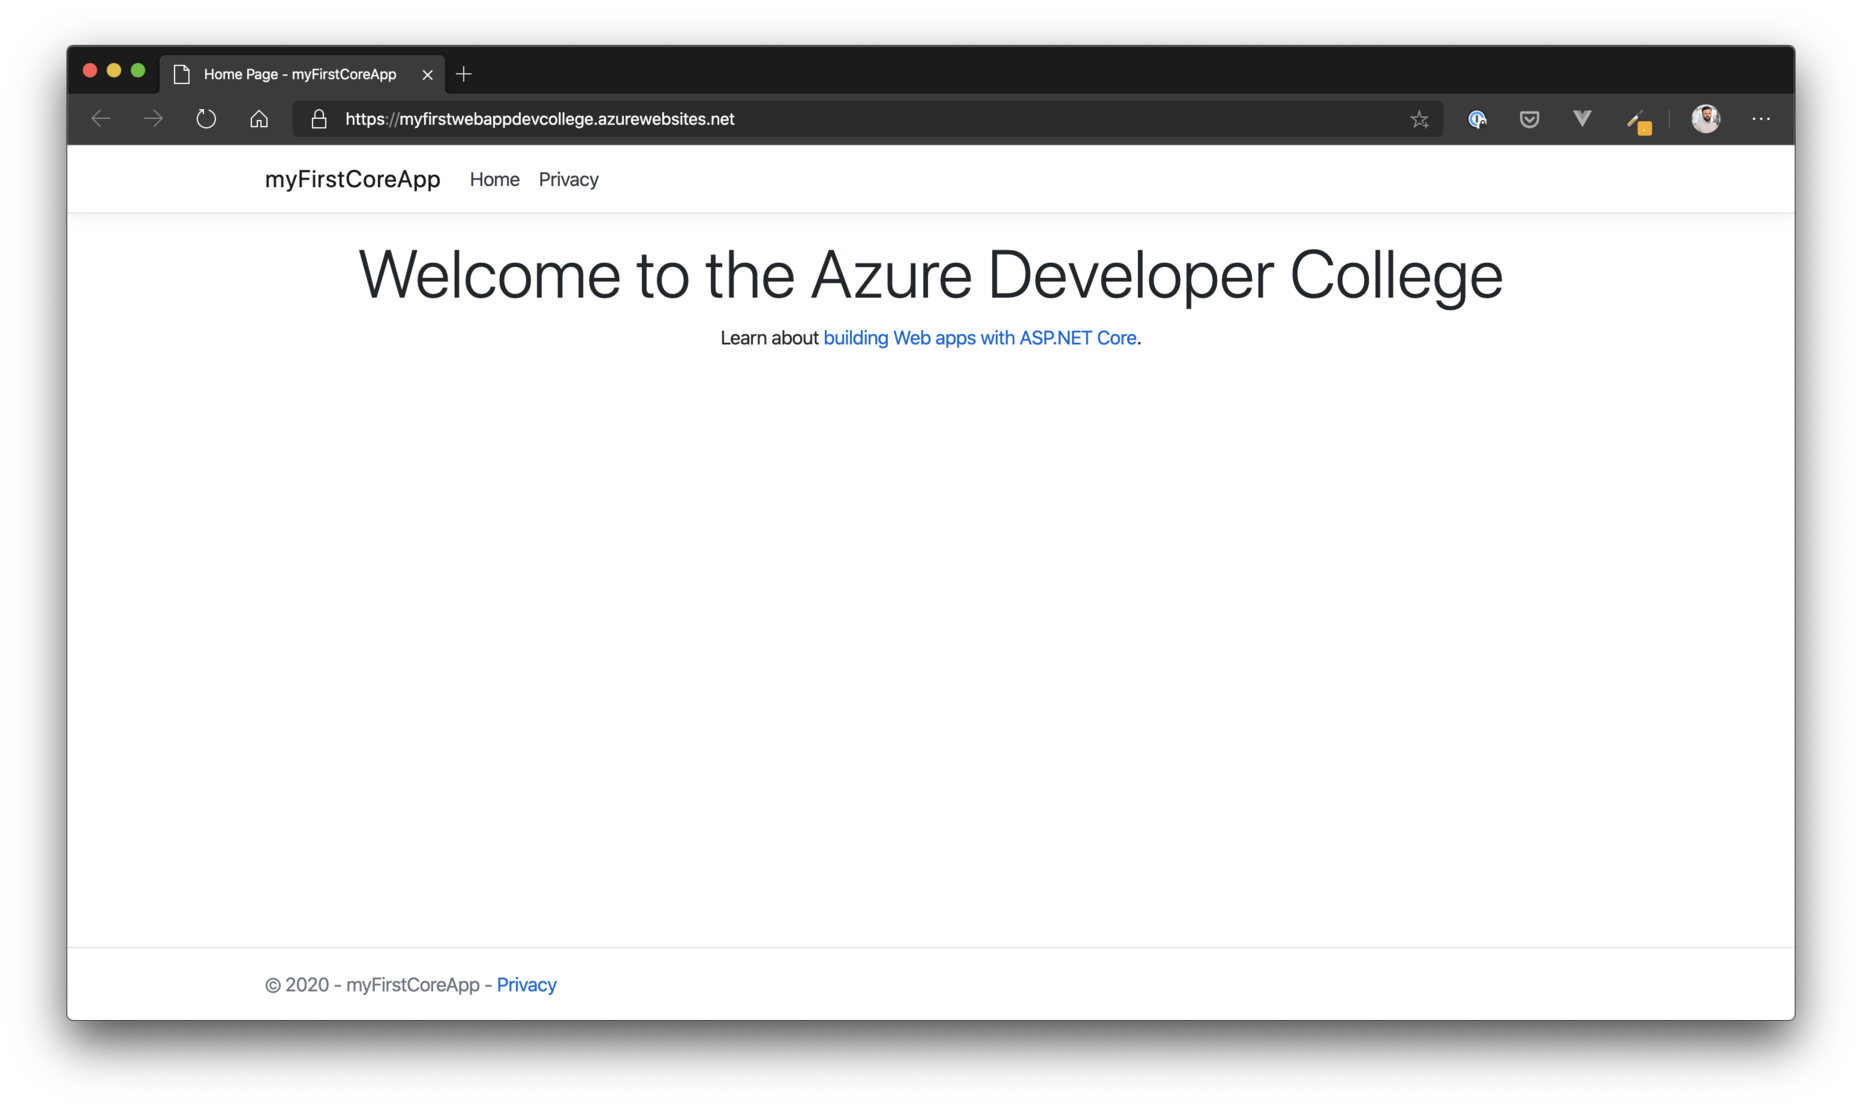 Home Page - myFirstCoreApp
https://myfirstwebappdevcollege.azurewebsites.net
myFirstCoreApp Home Privacy
Welcome to the Azure Developer College
Learn about building Web apps with ASP.NET Core.
© 2020 - myFirstCoreApp - Privacy